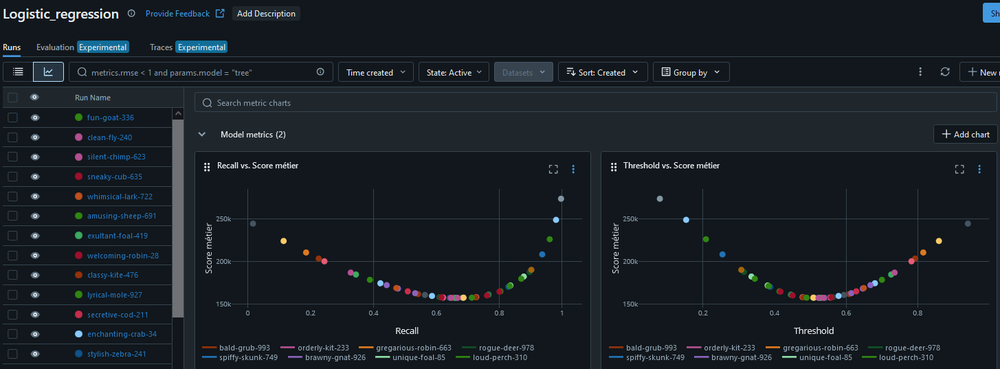 Logistic_regression Provide Feedback Add Description Sh
Runs Evaluation Experimental Traces Experimental
metrics.rmse < 1 and params.model = "tree" Time created State: Active Datasets Sort: Created Group by New
Run Name
fun-goat-336
clean-fly-240
silent-chimp-623
sneaky-cub-635
whimsical-lark-722
amusing-sheep-691
exultant-foal-419
welcoming-robin-28
classy-kite-476
lyrical-mole-927
secretive-cod-211
enchanting-crab-34
stylish-zebra-241
Search metric charts
Model metrics (2) Add chart
Recall vs. Score métier
Score métier
250k
200k
150k
0 0.2 0.4 0.6 0.8 1
Recall
bald-grub-993 orderly-kit-233 gregarious-robin-663 rogue-deer-978
spiffy-skunk-749 brawny-gnat-926 unique-foal-85 loud-perch-310
Threshold vs. Score métier
Score métier
250k
200k
150k
0.2 0.4 0.6 0.8
Threshold
bald-grub-993 orderly-kit-233 gregarious-robin-663 rogue-deer-978
spiffy-skunk-749 brawny-gnat-926 unique-foal-85 loud-perch-310